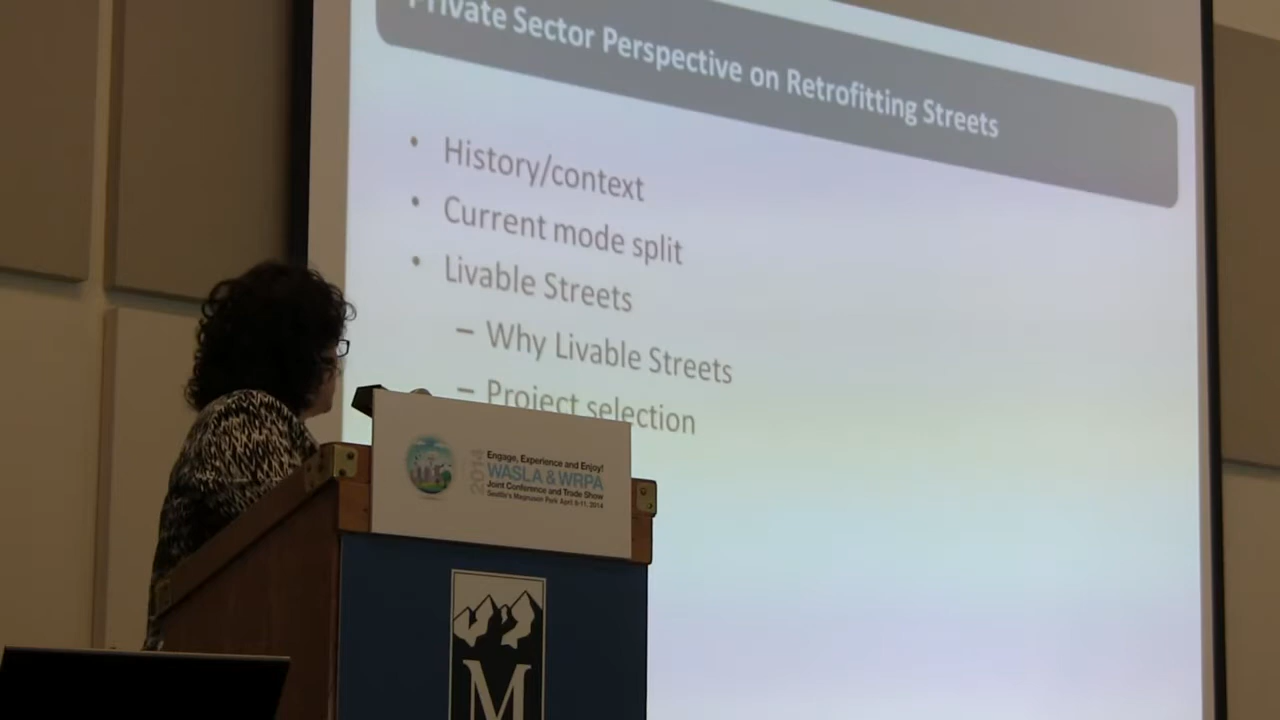 Private Sector Perspective on Retrofitting Streets
• History/context
• Current mode split
• Livable Streets
– Why Livable Streets
– Project selection
2014
Engage, Experience and Enjoy!
WASLA & WRPA
Joint Conference and Trade Show
Seattle's Magnuson Park April 9-11, 2014
M